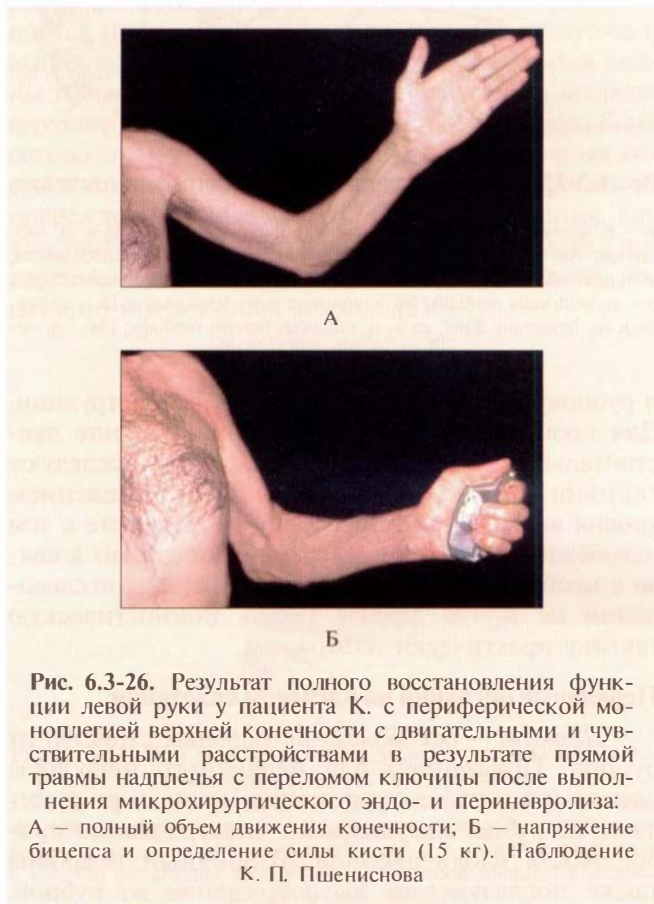 А
Б
Рис. 6.3-26. Результат полного восстановления функ-
ции левой руки у пациента К. с периферической мо-
ноплегией верхней конечности с двигательными и чув-
ствительными расстройствами в результате прямой
травмы надплечья с переломом ключицы после выпол-
нения микрохирургического эндо- и периневролиза:
А — полный объем движения конечности; Б — напряжение
бицепса и определение силы кисти (15 кг). Наблюдение
К. П. Пшениснова